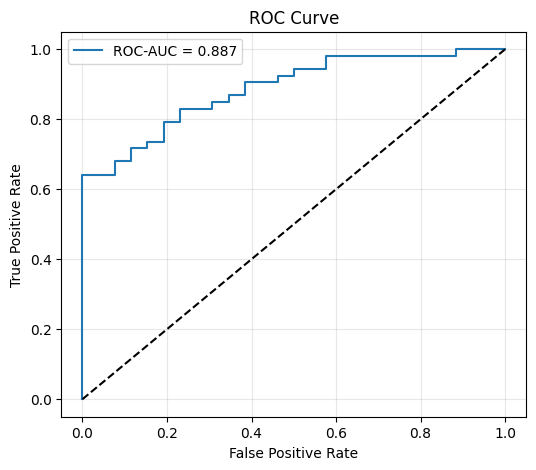 ROC Curve
ROC-AUC = 0.887
True Positive Rate
1.0
0.8
0.6
0.4
0.2
0.0
0.0 0.2 0.4 0.6 0.8 1.0
False Positive Rate